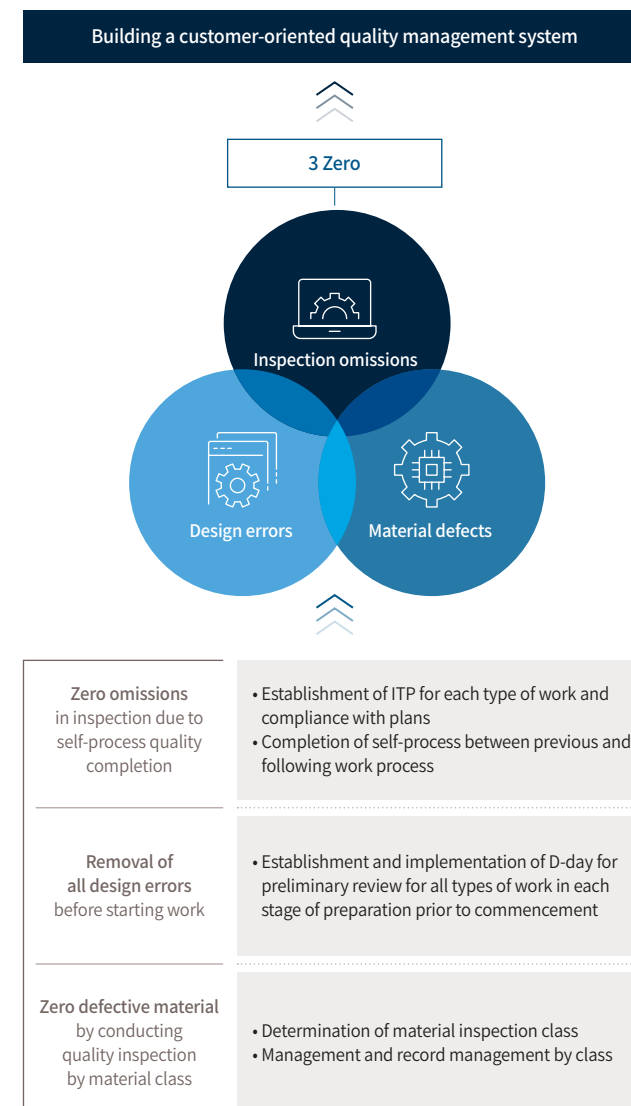 Building a customer-oriented quality management system
3 Zero
Inspection omissions
Design errors
Material defects
Zero omissions
in inspection due to
self-process quality
completion
• Establishment of ITP for each type of work and
compliance with plans
• Completion of self-process between previous and
following work process
Removal of
all design errors
before starting work
• Establishment and implementation of D-day for
preliminary review for all types of work in each
stage of preparation prior to commencement
Zero defective material
by conducting
quality inspection
by material class
• Determination of material inspection class
• Management and record management by class